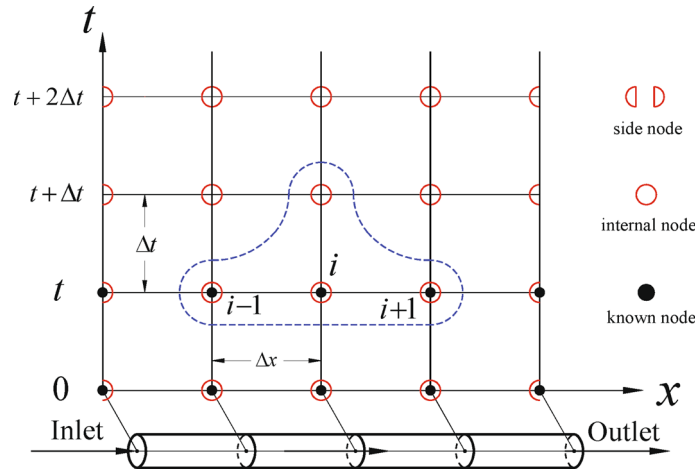 t
t + 2Δt
side node
t + Δt
internal node
Δt
i
t
i−1
i+1
known node
Δx
0
x
Inlet
Outlet